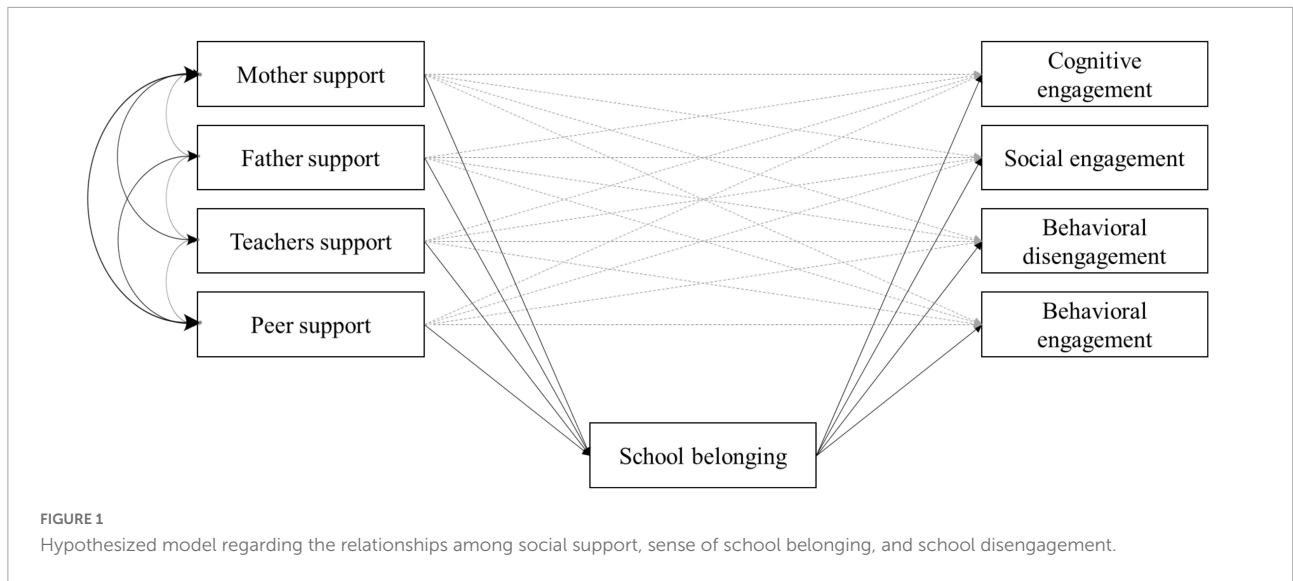 Mother support
Father support
Teachers support
Peer support
School belonging
Cognitive
engagement
Social engagement
Behavioral
disengagement
Behavioral
engagement
FIGURE 1
Hypothesized model regarding the relationships among social support, sense of school belonging, and school disengagement.